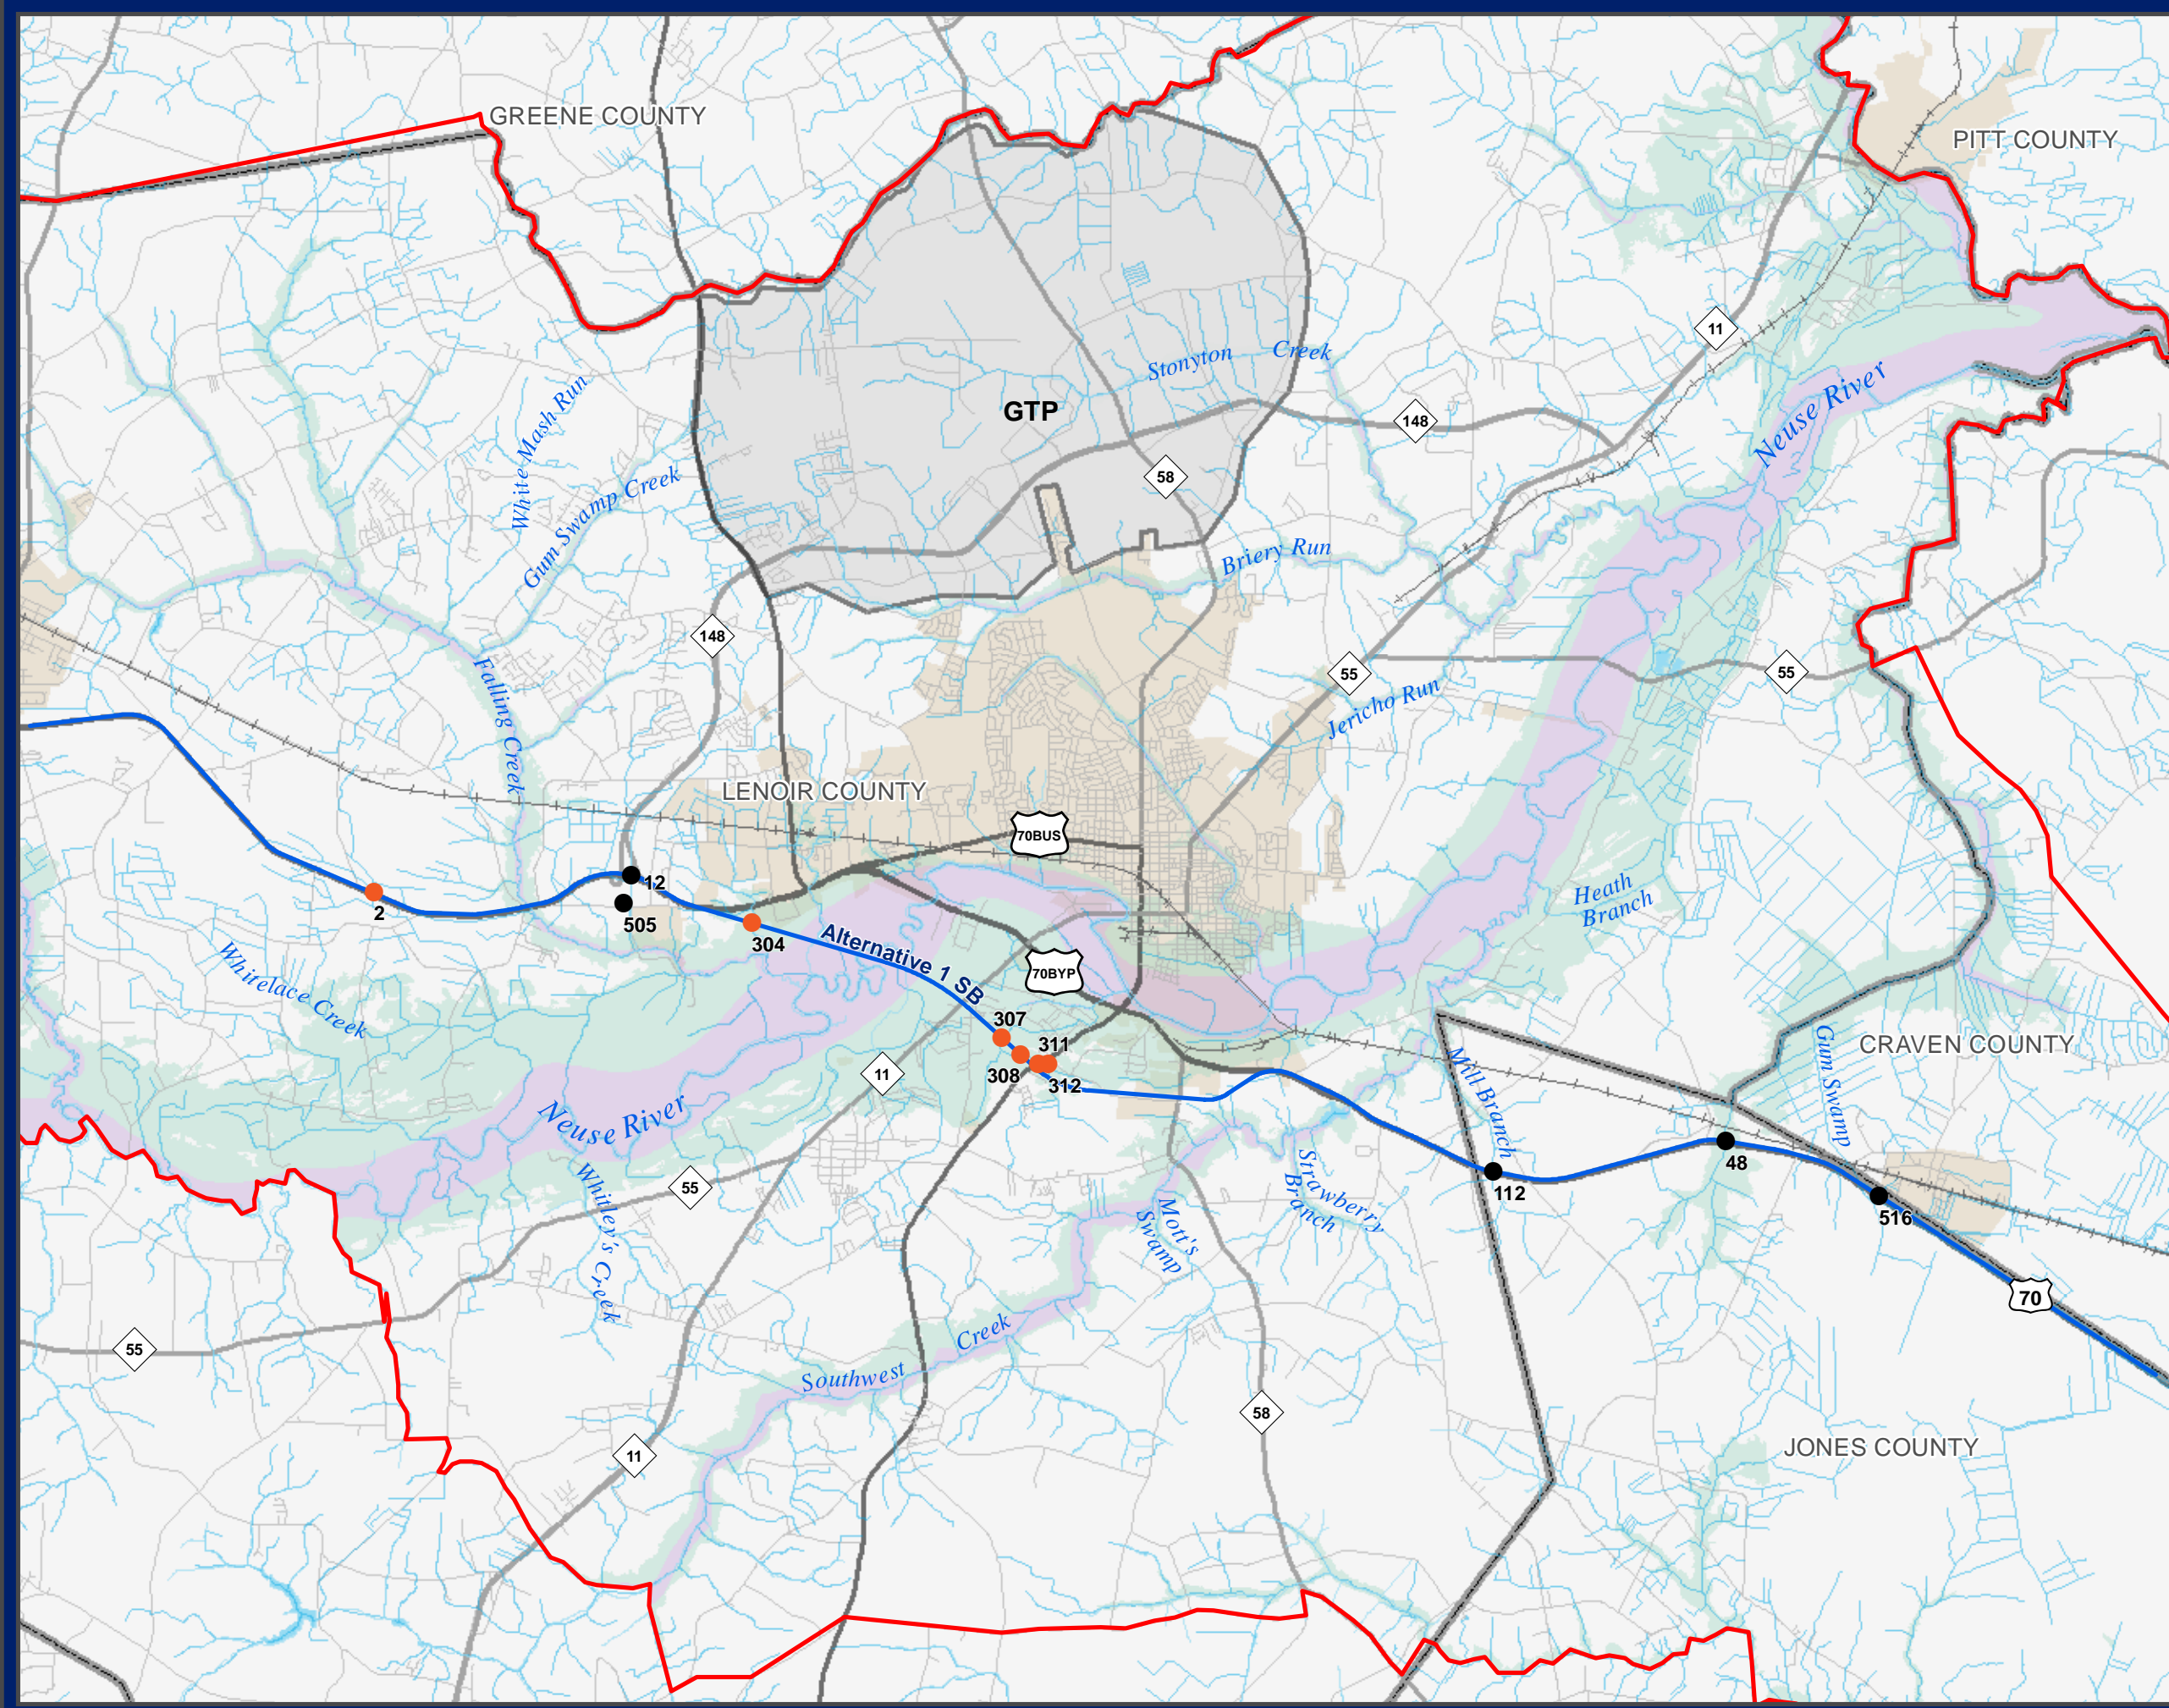 GREENE COUNTY
PITT COUNTY
11
Neuse River
Stonyton Creek
GTP
148
58
White Mash Run
Gum Swamp Creek
Briery Run
148
55
55
Jericho Run
Falling Creek
LENOIR COUNTY
70BUS
12
2
505
304
Alternative 1 SB
Heath
Branch
Whitelace Creek
70BYP
307
311
308
312
11
Neuse River
Mill Branch
Gum Swamp
CRAVEN COUNTY
48
112
516
55
Whitley's Creek
Strawberry
Branch
Mott's
Swamp
70
55
Creek
Southwest
58
11
JONES COUNTY